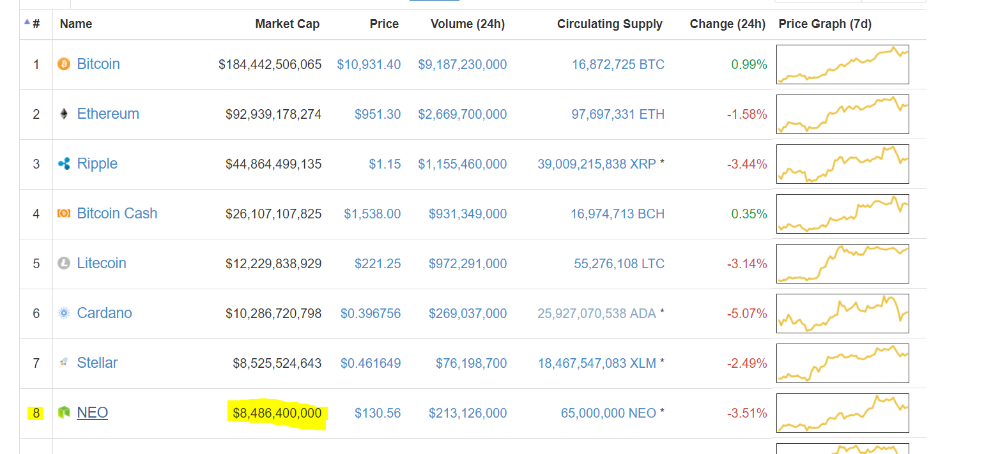 # Name Market Cap Price Volume (24h) Circulating Supply Change (24h) Price Graph (7d)
1 Bitcoin $184,442,506,065 $10,931.40 $9,187,230,000 16,872,725 BTC 0.99%
2 Ethereum $92,939,178,274 $951.30 $2,669,700,000 97,697,331 ETH -1.58%
3 Ripple $44,864,499,135 $1.15 $1,155,460,000 39,009,215,838 XRP * -3.44%
4 Bitcoin Cash $26,107,107,825 $1,538.00 $931,349,000 16,974,713 BCH 0.35%
5 Litecoin $12,229,838,929 $221.25 $972,291,000 55,276,108 LTC -3.14%
6 Cardano $10,286,720,798 $0.396756 $269,037,000 25,927,070,538 ADA * -5.07%
7 Stellar $8,525,524,643 $0.461649 $76,198,700 18,467,547,083 XLM * -2.49%
8 NEO $8,486,400,000 $130.56 $213,126,000 65,000,000 NEO * -3.51%